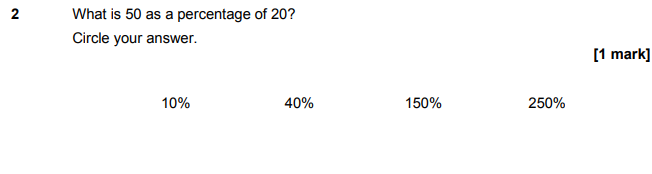 2 What is 50 as a percentage of 20?
Circle your answer.
[1 mark]
10% 40% 150% 250%